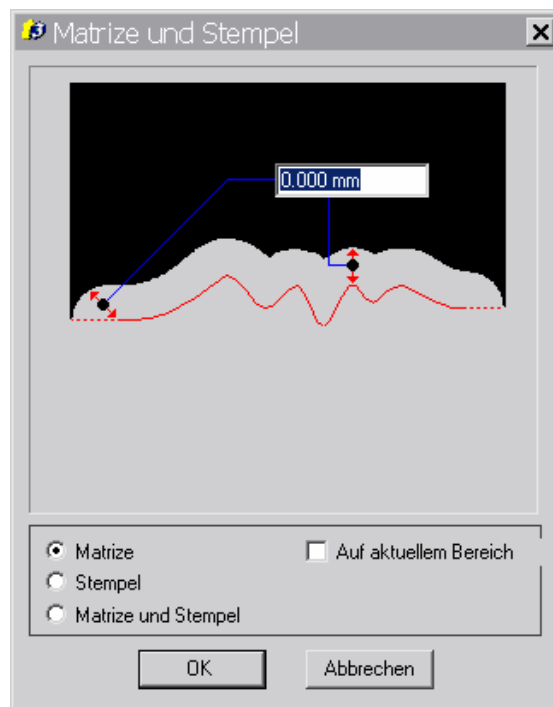 Matrize und Stempel
0.000 mm
Matrize
Auf aktuellem Bereich
Stempel
Matrize und Stempel
OK
Abbrechen